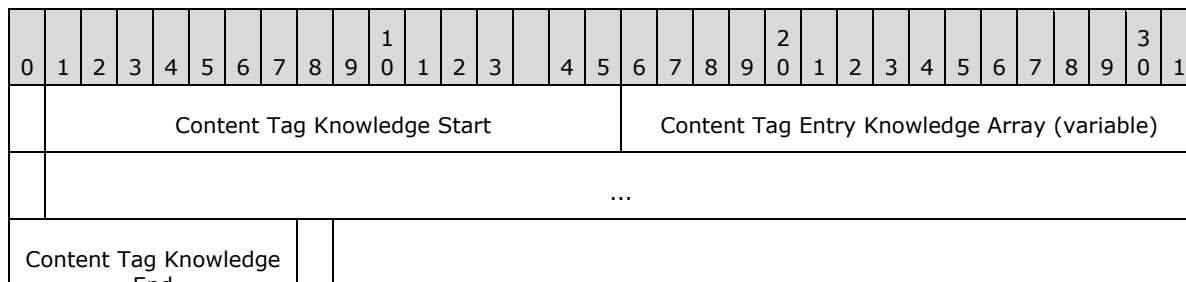 1 2 3
0 1 2 3 4 5 6 7 8 9 0 1 2 3 4 5 6 7 8 9 0 1 2 3 4 5 6 7 8 9 0 1
Content Tag Knowledge Start Content Tag Entry Knowledge Array (variable)
...
Content Tag Knowledge
End